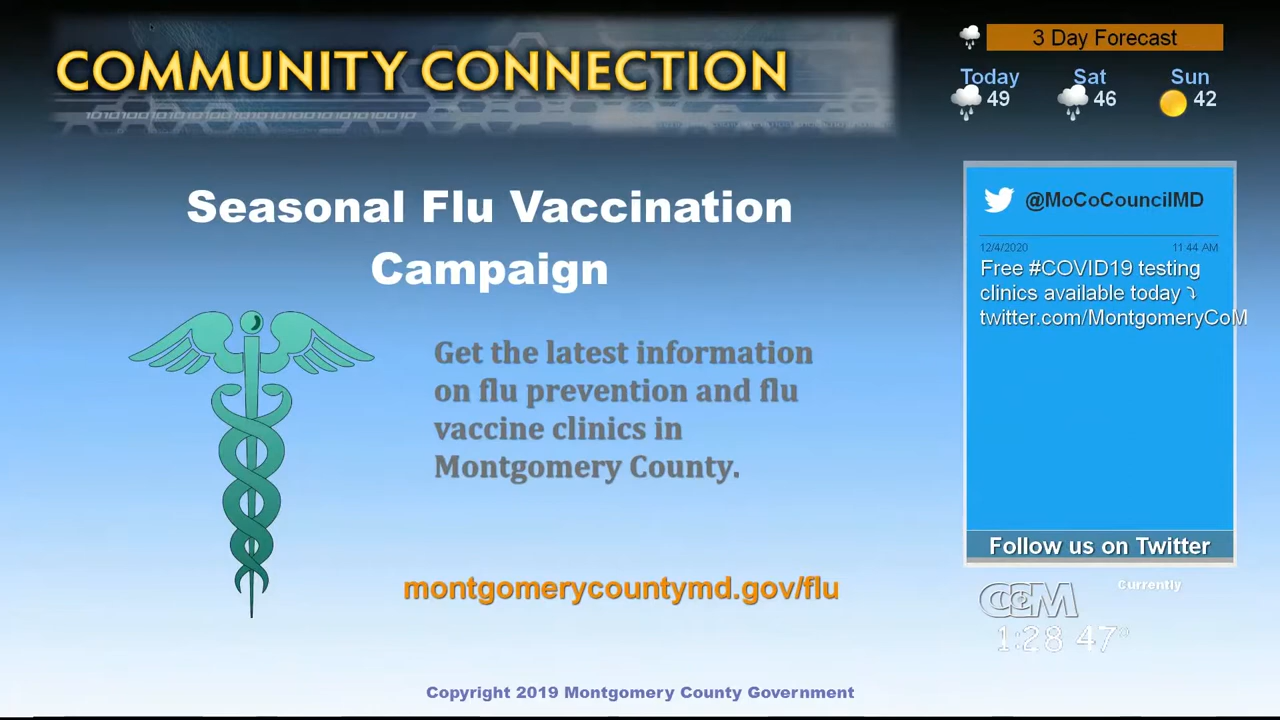 COMMUNITY CONNECTION
3 Day Forecast
Today
Sat
Sun
49
46
42
Seasonal Flu Vaccination
Campaign
Get the latest information
on flu prevention and flu
vaccine clinics in
Montgomery County.
montgomerycountymd.gov/flu
@MoCoCouncilMD
12/4/2020
11:44 AM
Free #COVID19 testing
clinics available today ⤵
twitter.com/MontgomeryCoM
Follow us on Twitter
CCM
Currently
1:28 47°
Copyright 2019 Montgomery County Government